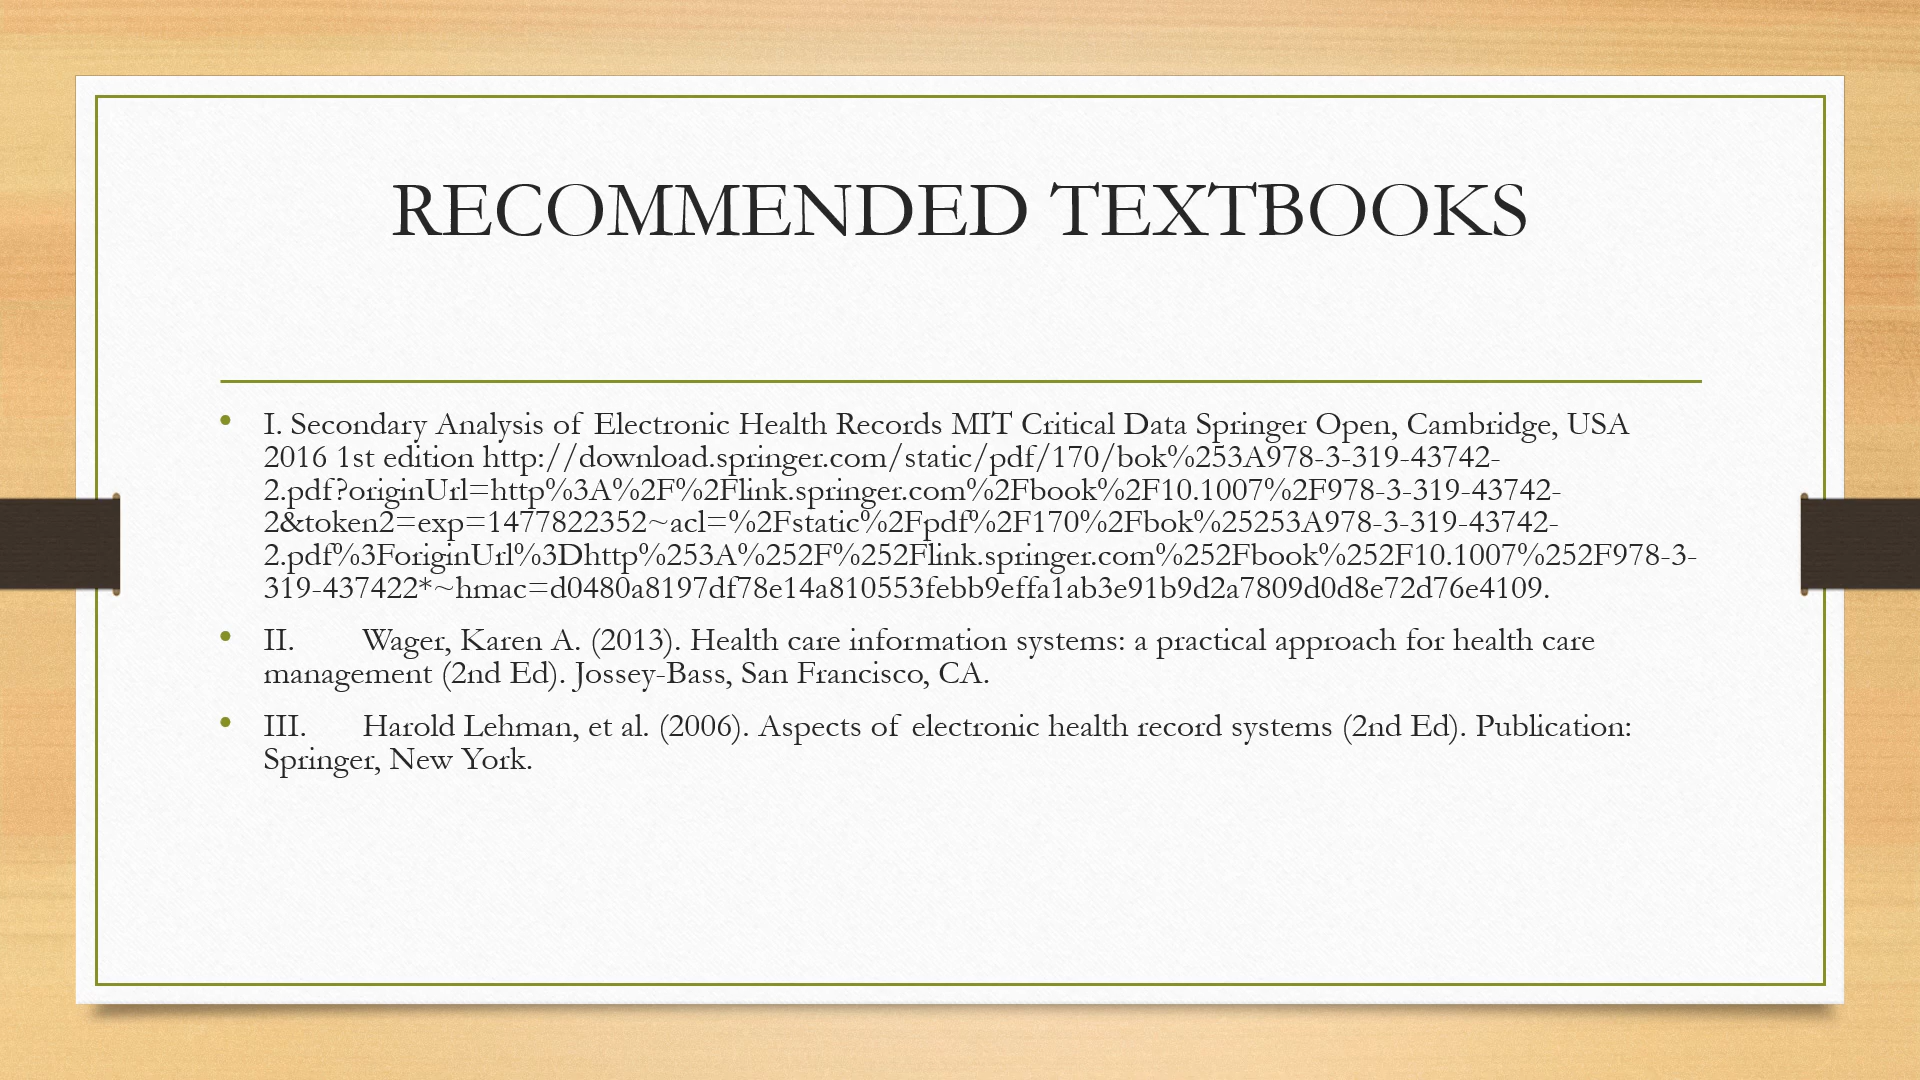 RECOMMENDED TEXTBOOKS
• I. Secondary Analysis of Electronic Health Records MIT Critical Data Springer Open, Cambridge, USA
2016 1st edition http://download.springer.com/static/pdf/170/bok%253A978-3-319-43742-
2.pdf?originUrl=http%3A%2F%2Flink.springer.com%2Fbook%2F10.1007%2F978-3-319-43742-
2&token2=exp=1477822352~acl=%2Fstatic%2Fpdf%2F170%2Fbok%25253A978-3-319-43742-
2.pdf%3ForiginUrl%3Dhttp%253A%252F%252Flink.springer.com%252Fbook%252F10.1007%252F978-3-
319-437422*~hmac=d0480a8197df78e14a810553febb9effa1ab3e91b9d2a7809d0d8e72d76e4109.
• II. Wager, Karen A. (2013). Health care information systems: a practical approach for health care
management (2nd Ed). Jossey-Bass, San Francisco, CA.
• III. Harold Lehman, et al. (2006). Aspects of electronic health record systems (2nd Ed). Publication:
Springer, New York.